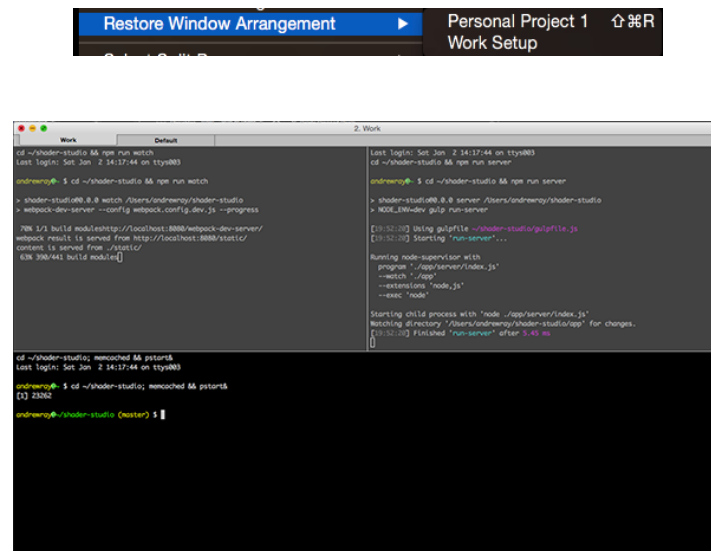 Restore Window Arrangement ▶ Personal Project 1 ⇧⌘R
Work Setup
2. Work
Work Default
cd ~/shader-studio && npm run watch
Last login: Sat Jan 2 14:17:44 on ttys003
andrewray ~ $ cd ~/shader-studio && npm run watch
> shader-studio@0.0.0 watch /Users/andrewray/shader-studio
> webpack-dev-server --config webpack.config.dev.js --progress
70% 1/1 build moduleshttp://localhost:8080/webpack-dev-server/
webpack result is served from http://localhost:8080/static/
content is served from ./static/
63% 390/441 build modules
Last login: Sat Jan 2 14:17:44 on ttys003
cd ~/shader-studio && npm run server
andrewray ~ $ cd ~/shader-studio && npm run server
> shader-studio@0.0.0 server /Users/andrewray/shader-studio
> NODE_ENV=dev gulp run-server
[19:52:20] Using gulpfile ~/shader-studio/gulpfile.js
[19:52:20] Starting 'run-server'...
Running node-supervisor with
program './app/server/index.js'
--watch './app'
--extensions 'node,js'
--exec 'node'
Starting child process with 'node ./app/server/index.js'
Watching directory '/Users/andrewray/shader-studio/app' for changes.
[19:52:20] Finished 'run-server' after 5.45 ms
cd ~/shader-studio; memcached && pstart&
Last login: Sat Jan 2 14:17:44 on ttys003
andrewray ~ $ cd ~/shader-studio; memcached && pstart&
[1] 23262
andrewray ~/shader-studio (master) $